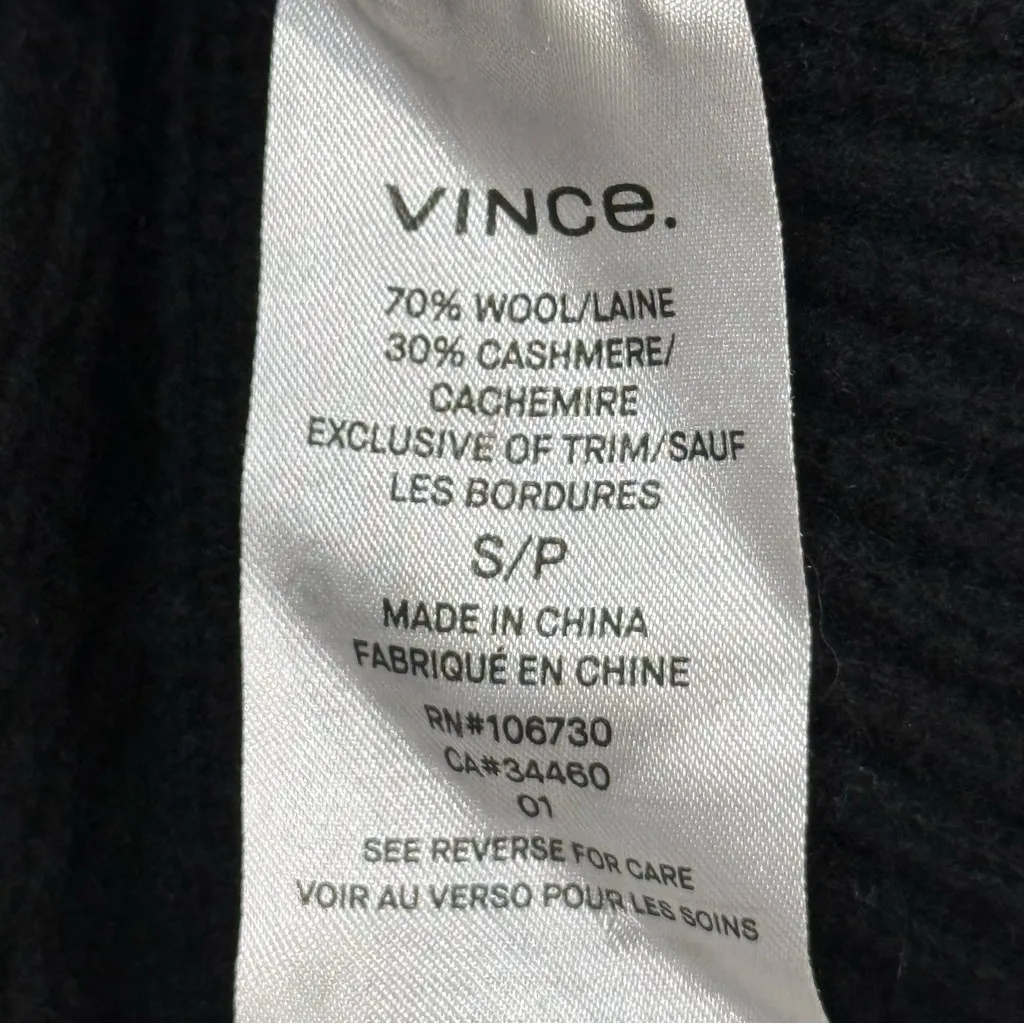 VINCe.
70% WOOL/LAINE
30% CASHMERE/
CACHEMIRE
EXCLUSIVE OF TRIM/SAUF
LES BORDURES
S/P
MADE IN CHINA
FABRIQUÉ EN CHINE
RN#106730
CA#34460
01
SEE REVERSE FOR CARE
VOIR AU VERSO POUR LES SOINS